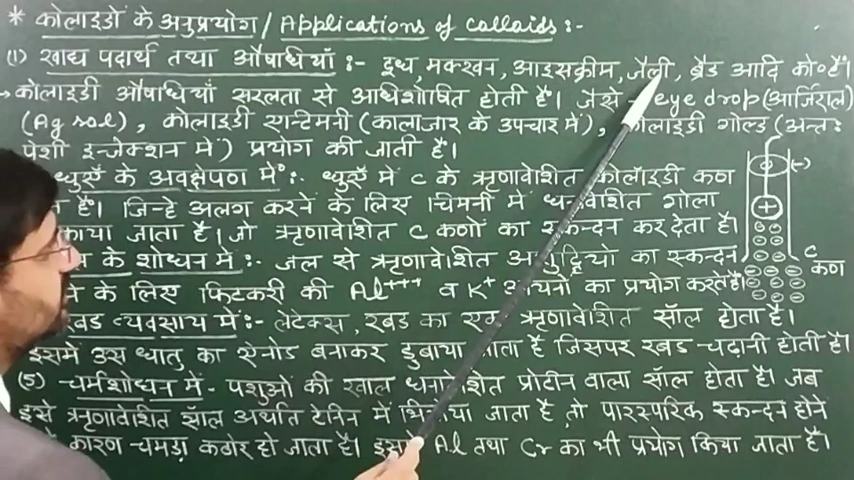 * कोलाइडो के अनुप्रयोग / Applications of colloids :-
(1) खाद्य पदार्थ तथा औषधियाँ :- दूध, मक्खन, आइसक्रीम, जैली, ब्रैड आदि को० हैं।
→ कोलाइडी औषधियाँ सरलता से अधिशोषित होती हैं। जैसे eye drop (आर्जिराल)
(Ag sol), कोलाइडी एन्टिमनी (कालाजार के उपचार में), कोलाइडी गोल्ड (अन्तः
पेशी इन्जेक्शन में) प्रयोग की जाती है।
धुएँ के अवक्षेपण में :- धुएँ में C के ऋणावेशित कोलाइडी कण
है। जिन्हे अलग करने के लिए चिमनी में धनावेशित गोला
जाता है। जो ऋणावेशित C कणों का स्कन्दन कर देता है।
के शोधन में :- जल से ऋणावेशित का स्कन्दन
के लिए फिटकरी की Al+++ व K+ का प्रयोग करते हैं।
रबड व्यवसाय में :- लेटेक्स, रबड का एक ऋणावेशित सॉल होता है।
इसमें उस धातु का ऐनोड बनाकर डुबाया जाता है जिसपर रबड चढ़ानी होती है।
(5) चर्मशोधन में - पशुओं की खाल धनावेशित प्रोटीन वाला सॉल होता है। जब
इसे ऋणावेशित सॉल अर्थात टेनिन में भिगोया जाता है, तो पारस्परिक स्कन्दन होने
कारण चमड़ा कठोर हो जाता है। Al तथा Cr का भी प्रयोग किया जाता है।
(-)
+
C
कण